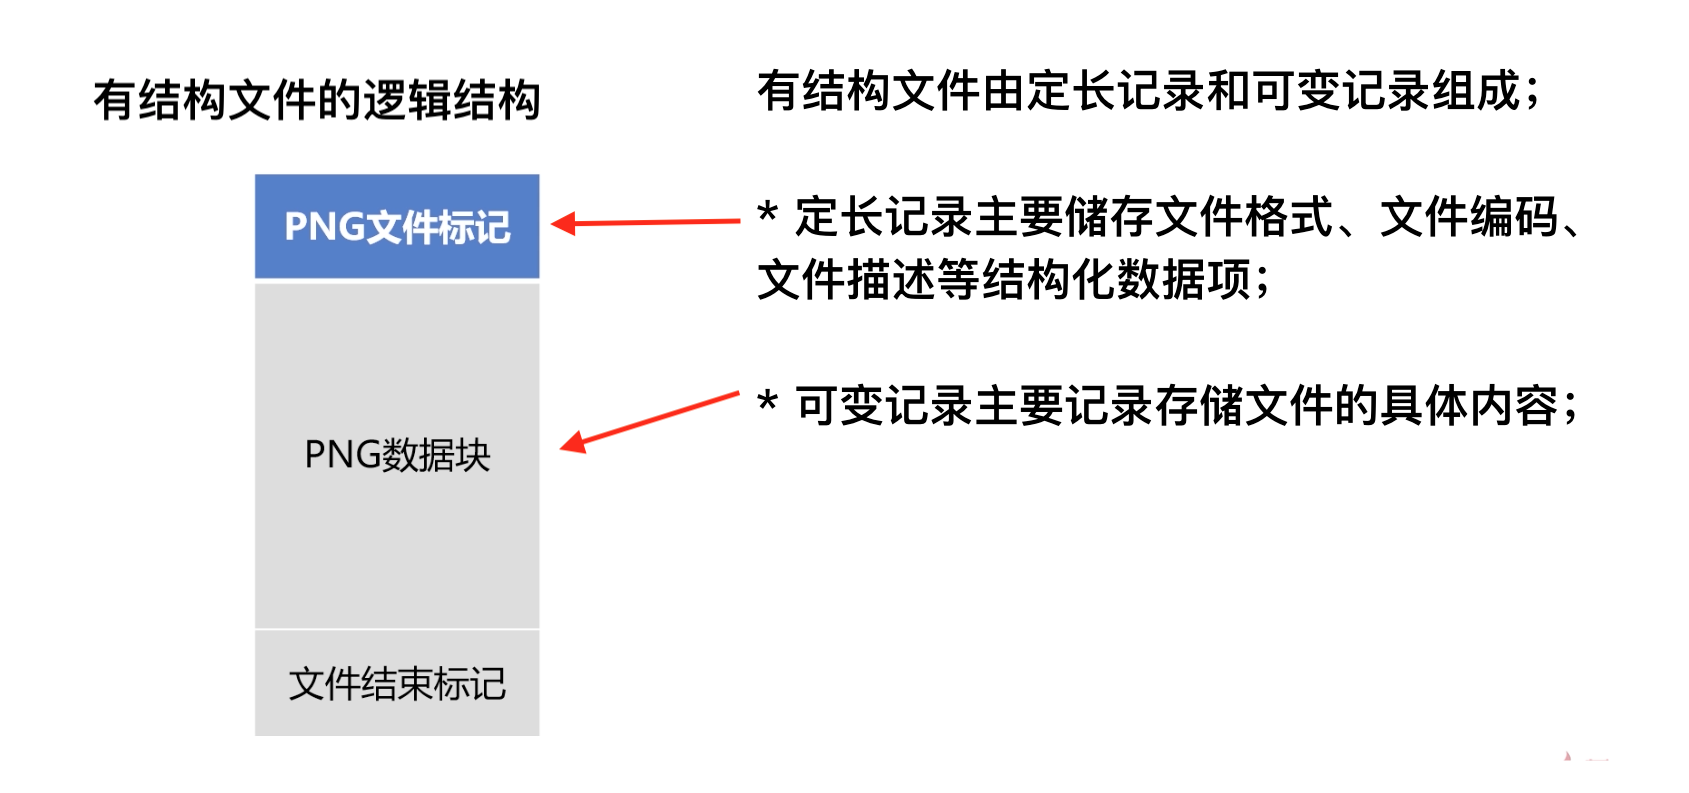 有结构文件的逻辑结构
PNG文件标记
PNG数据块
文件结束标记
有结构文件由定长记录和可变记录组成；
* 定长记录主要储存文件格式、文件编码、
文件描述等结构化数据项；
* 可变记录主要记录存储文件的具体内容；